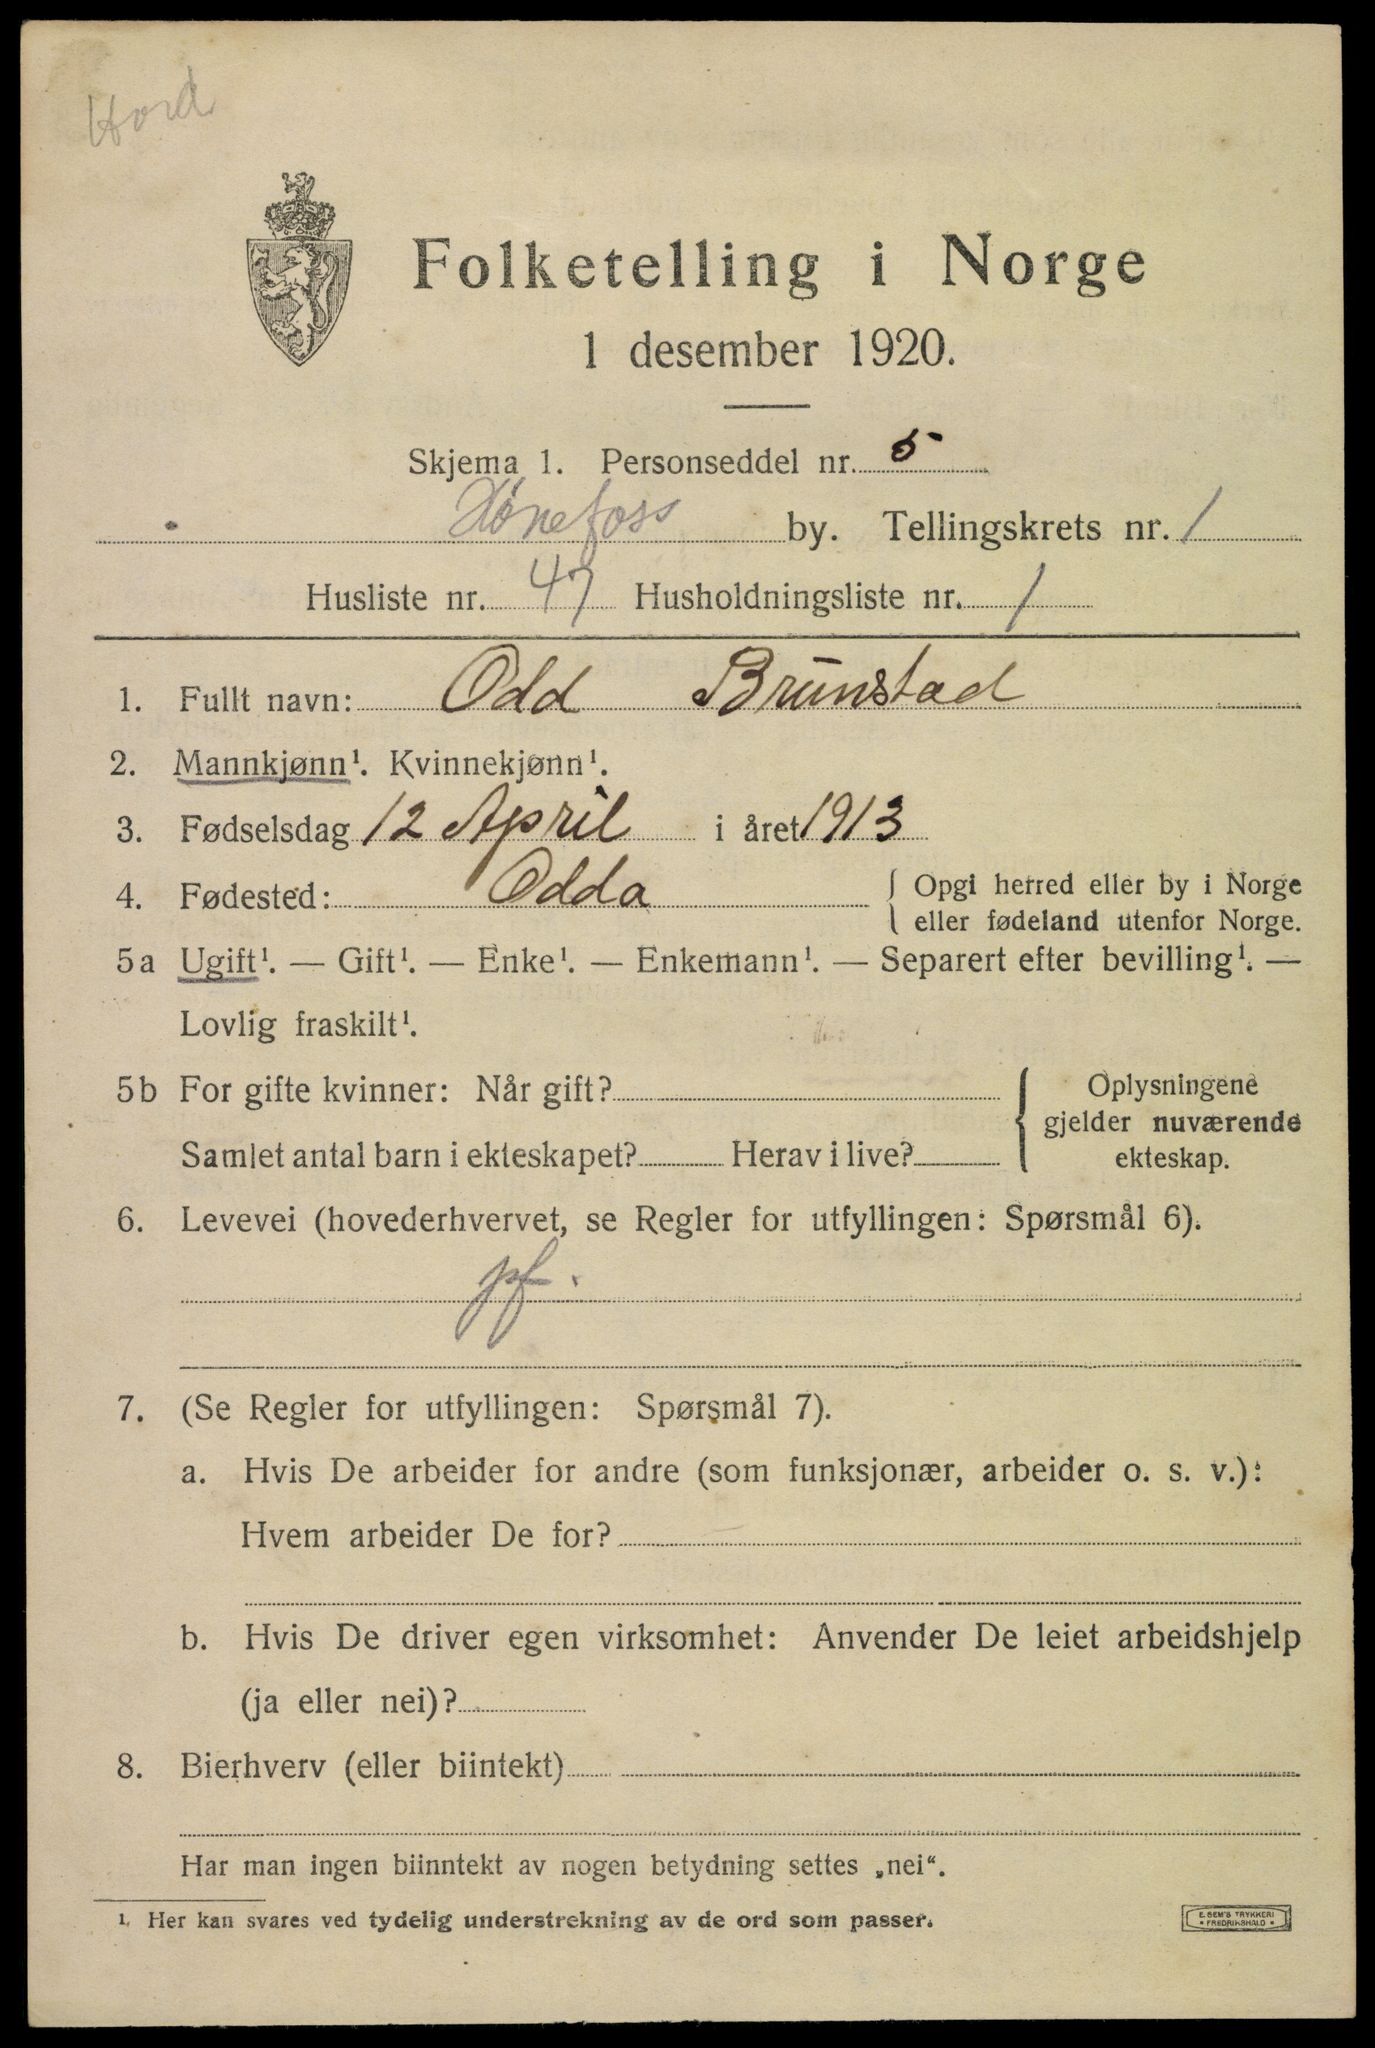 Hord
Folketelling i Norge
1 desember 1920.
Skjema 1. Personseddel nr. 5
Hønefoss by. Tellingskrets nr. 1
Husliste nr. 47 Husholdningsliste nr. 1
1. Fullt navn: Odd Brunstad
2. Mannkjønn¹. Kvinnekjønn¹.
3. Fødselsdag 12 April i året 1913
4. Fødested: Odda { Opgi herred eller by i Norge
eller fødeland utenfor Norge.
5a Ugift¹. — Gift¹. — Enke¹. — Enkemann¹. — Separert efter bevilling¹. —
Lovlig fraskilt¹.
5b For gifte kvinner: Når gift? { Oplysningene
gjelder nuværende
Samlet antal barn i ekteskapet? Herav i live? ekteskap.
6. Levevei (hovederhvervet, se Regler for utfyllingen: Spørsmål 6).
pf.
7. (Se Regler for utfyllingen: Spørsmål 7).
a. Hvis De arbeider for andre (som funksjonær, arbeider o. s. v.):
Hvem arbeider De for?
b. Hvis De driver egen virksomhet: Anvender De leiet arbeidshjelp
(ja eller nei)?
8. Bierhverv (eller biintekt)
Har man ingen biinntekt av nogen betydning settes „nei“.
¹. Her kan svares ved tydelig understrekning av de ord som passer.
E. SEM'S TRYKKERI
• FREDRIKSHALD •